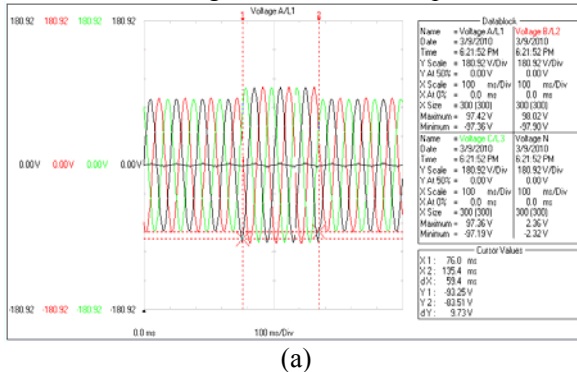 Voltage A/L1
180.92 180.92 180.92 180.92
0.00V 0.00V 0.00V 0.00V
-180.92 -180.92 -180.92 -180.92
0.0 ms 100 ms/Div
Datablock
Name = Voltage A/L1 Voltage B/L2
Date = 3/9/2010 3/9/2010
Time = 6:21:52 PM 6:21:52 PM
Y Scale = 180.92 V/Div 180.92 V/Div
Y At 50% = 0.00 V 0.00 V
X Scale = 100 ms/Div 100 ms/Div
X At 0% = 0.0 ms 0.0 ms
X Size = 300 (300) 300 (300)
Maximum = 97.42 V 98.02 V
Minimum = -97.36 V -97.90 V
Name = Voltage C/L3 Voltage N
Date = 3/9/2010 3/9/2010
Time = 6:21:52 PM 6:21:52 PM
Y Scale = 180.92 V/Div 180.92 V/Div
Y At 50% = 0.00 V 0.00 V
X Scale = 100 ms/Div 100 ms/Div
X At 0% = 0.0 ms 0.0 ms
X Size = 300 (300) 300 (300)
Maximum = 97.36 V 2.36 V
Minimum = -97.19 V -2.32 V
Cursor Values
X1: 76.0 ms
X2: 135.4 ms
dX: 59.4 ms
Y1: -93.25 V
Y2: -83.51 V
dY: 9.73 V
(a)